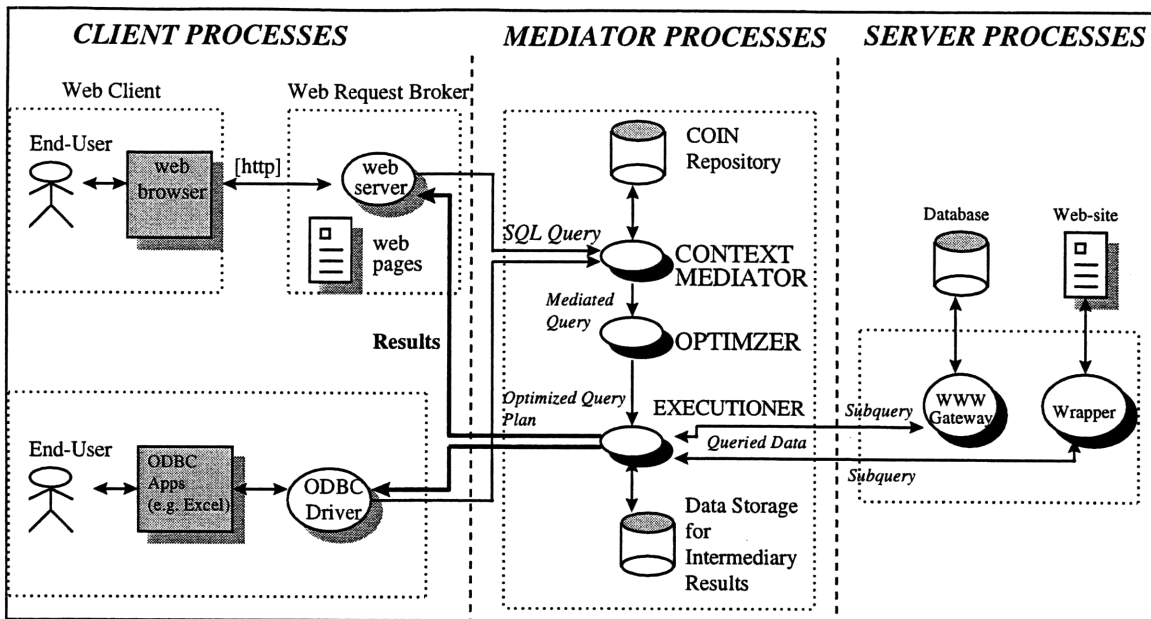 CLIENT PROCESSES
MEDIATOR PROCESSES
SERVER PROCESSES
Web Client
Web Request Broker
End-User
web
browser
[http]
web
server
web
pages
COIN
Repository
SQL Query
CONTEXT
MEDIATOR
Mediated
Query
OPTIMZER
Results
Optimized Query
Plan
EXECUTIONER
Database
Web-site
WWW
Gateway
Wrapper
Subquery
Queried Data
Subquery
End-User
ODBC
Apps
(e.g. Excel)
ODBC
Driver
Data Storage
for
Intermediary
Results